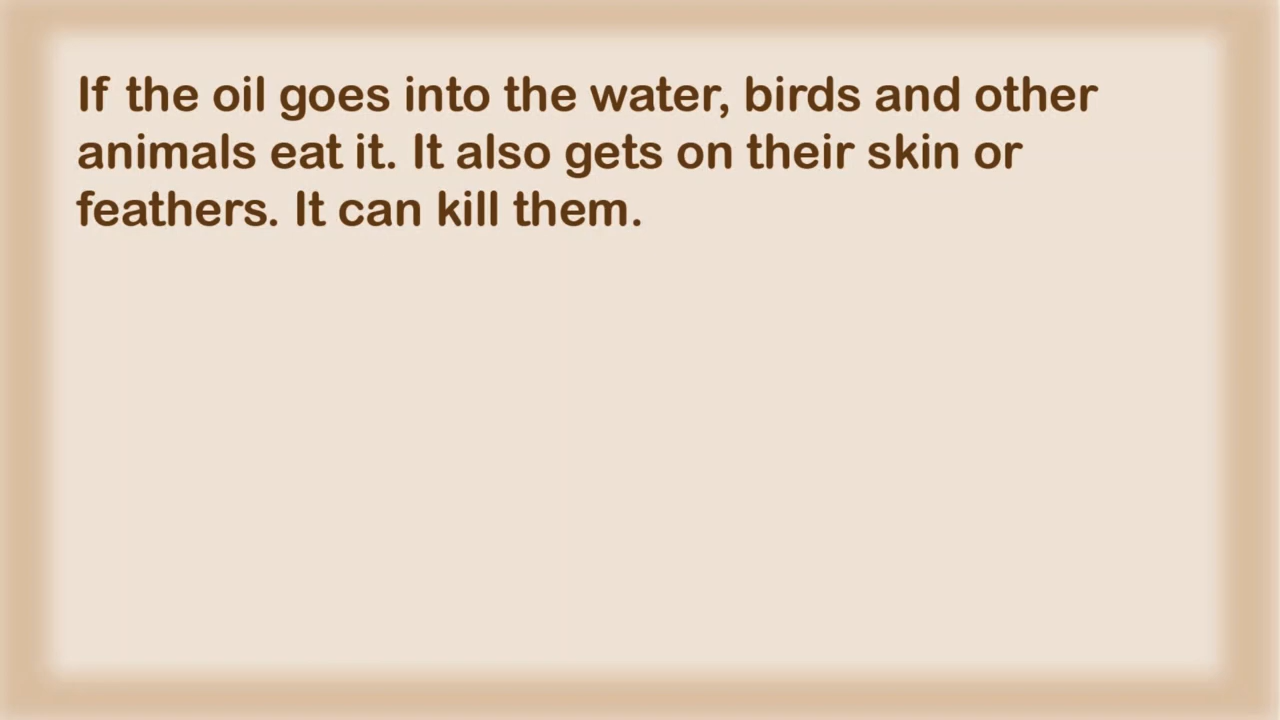 If the oil goes into the water, birds and other
animals eat it. It also gets on their skin or
feathers. It can kill them.